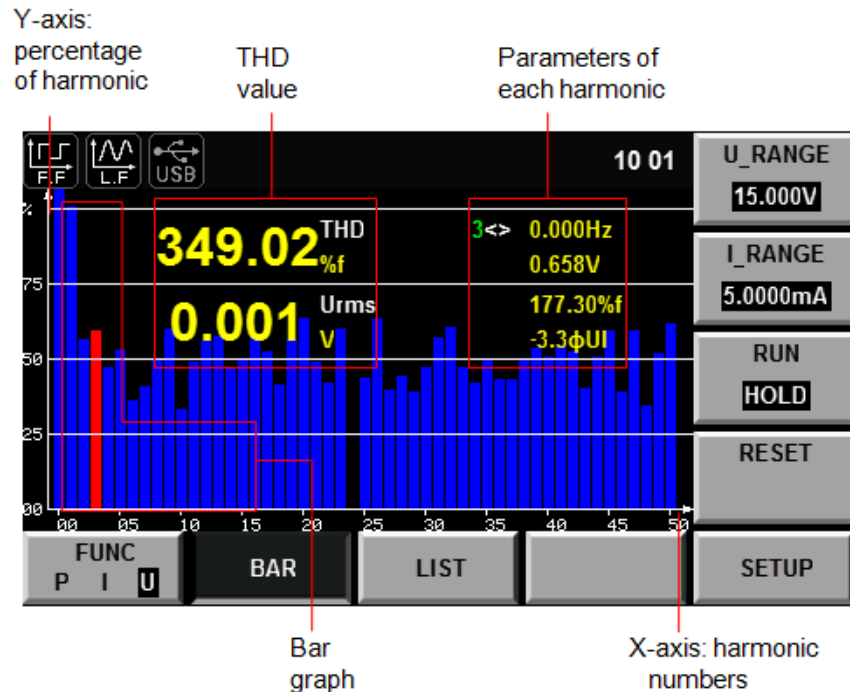 Y-axis:
percentage
of harmonic
THD
value
Parameters of
each harmonic
F.F
L.F
USB
10 01
%
349.02
THD
%f
0.001
Urms
V
3<> 0.000Hz
0.658V
177.30%f
-3.3ϕUI
75
50
25
00
00 05 10 15 20 25 30 35 40 45 50
U_RANGE
15.000V
I_RANGE
5.0000mA
RUN
HOLD
RESET
FUNC
P I U
BAR
LIST
SETUP
Bar
graph
X-axis: harmonic
numbers